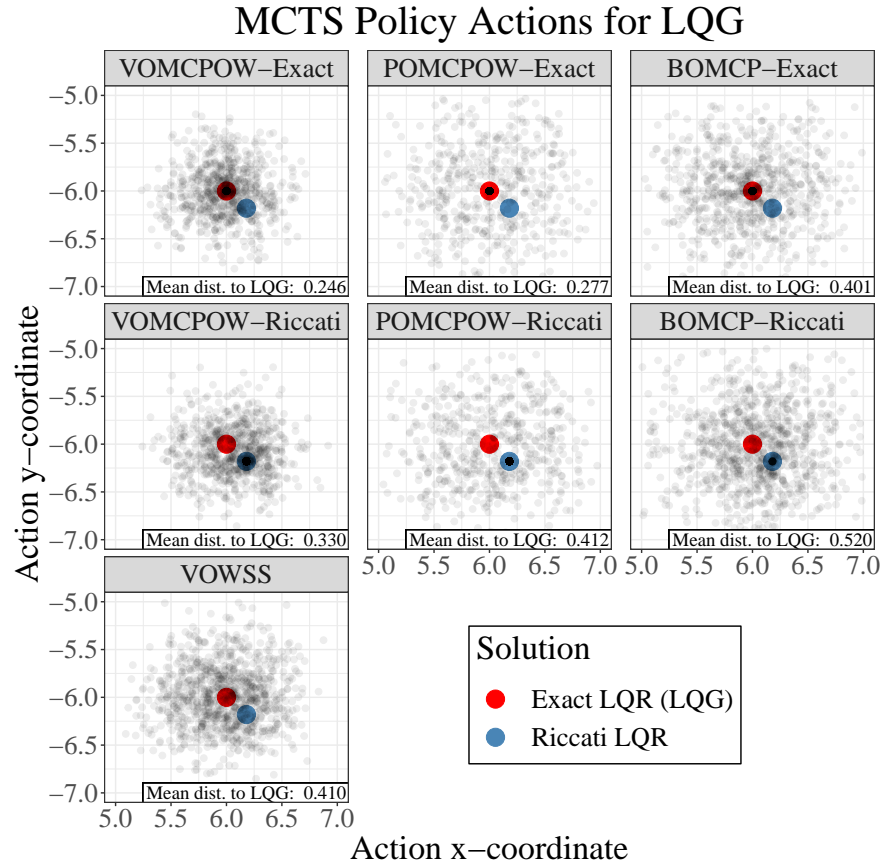 MCTS Policy Actions for LQG
VOMCPOW−Exact
POMCPOW−Exact
BOMCP−Exact
−5.0
−5.5
−6.0
−6.5
−7.0
Mean dist. to LQG: 0.246
Mean dist. to LQG: 0.277
Mean dist. to LQG: 0.401
VOMCPOW−Riccati
POMCPOW−Riccati
BOMCP−Riccati
−5.0
−5.5
−6.0
−6.5
−7.0
Mean dist. to LQG: 0.330
Mean dist. to LQG: 0.412
Mean dist. to LQG: 0.520
5.0 5.5 6.0 6.5 7.0
5.0 5.5 6.0 6.5 7.0
VOWSS
−5.0
−5.5
−6.0
−6.5
−7.0
Mean dist. to LQG: 0.410
5.0 5.5 6.0 6.5 7.0
Action y−coordinate
Action x−coordinate
Solution
Exact LQR (LQG)
Riccati LQR